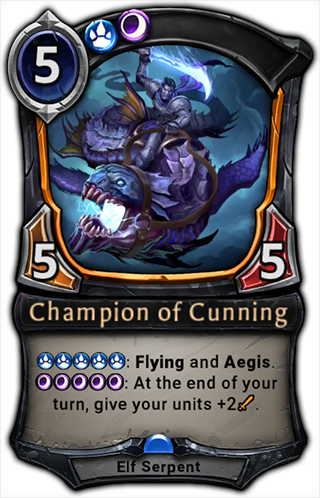 5
5
5
Champion of Cunning
: Flying and Aegis.
: At the end of your
turn, give your units +2 .
Elf Serpent